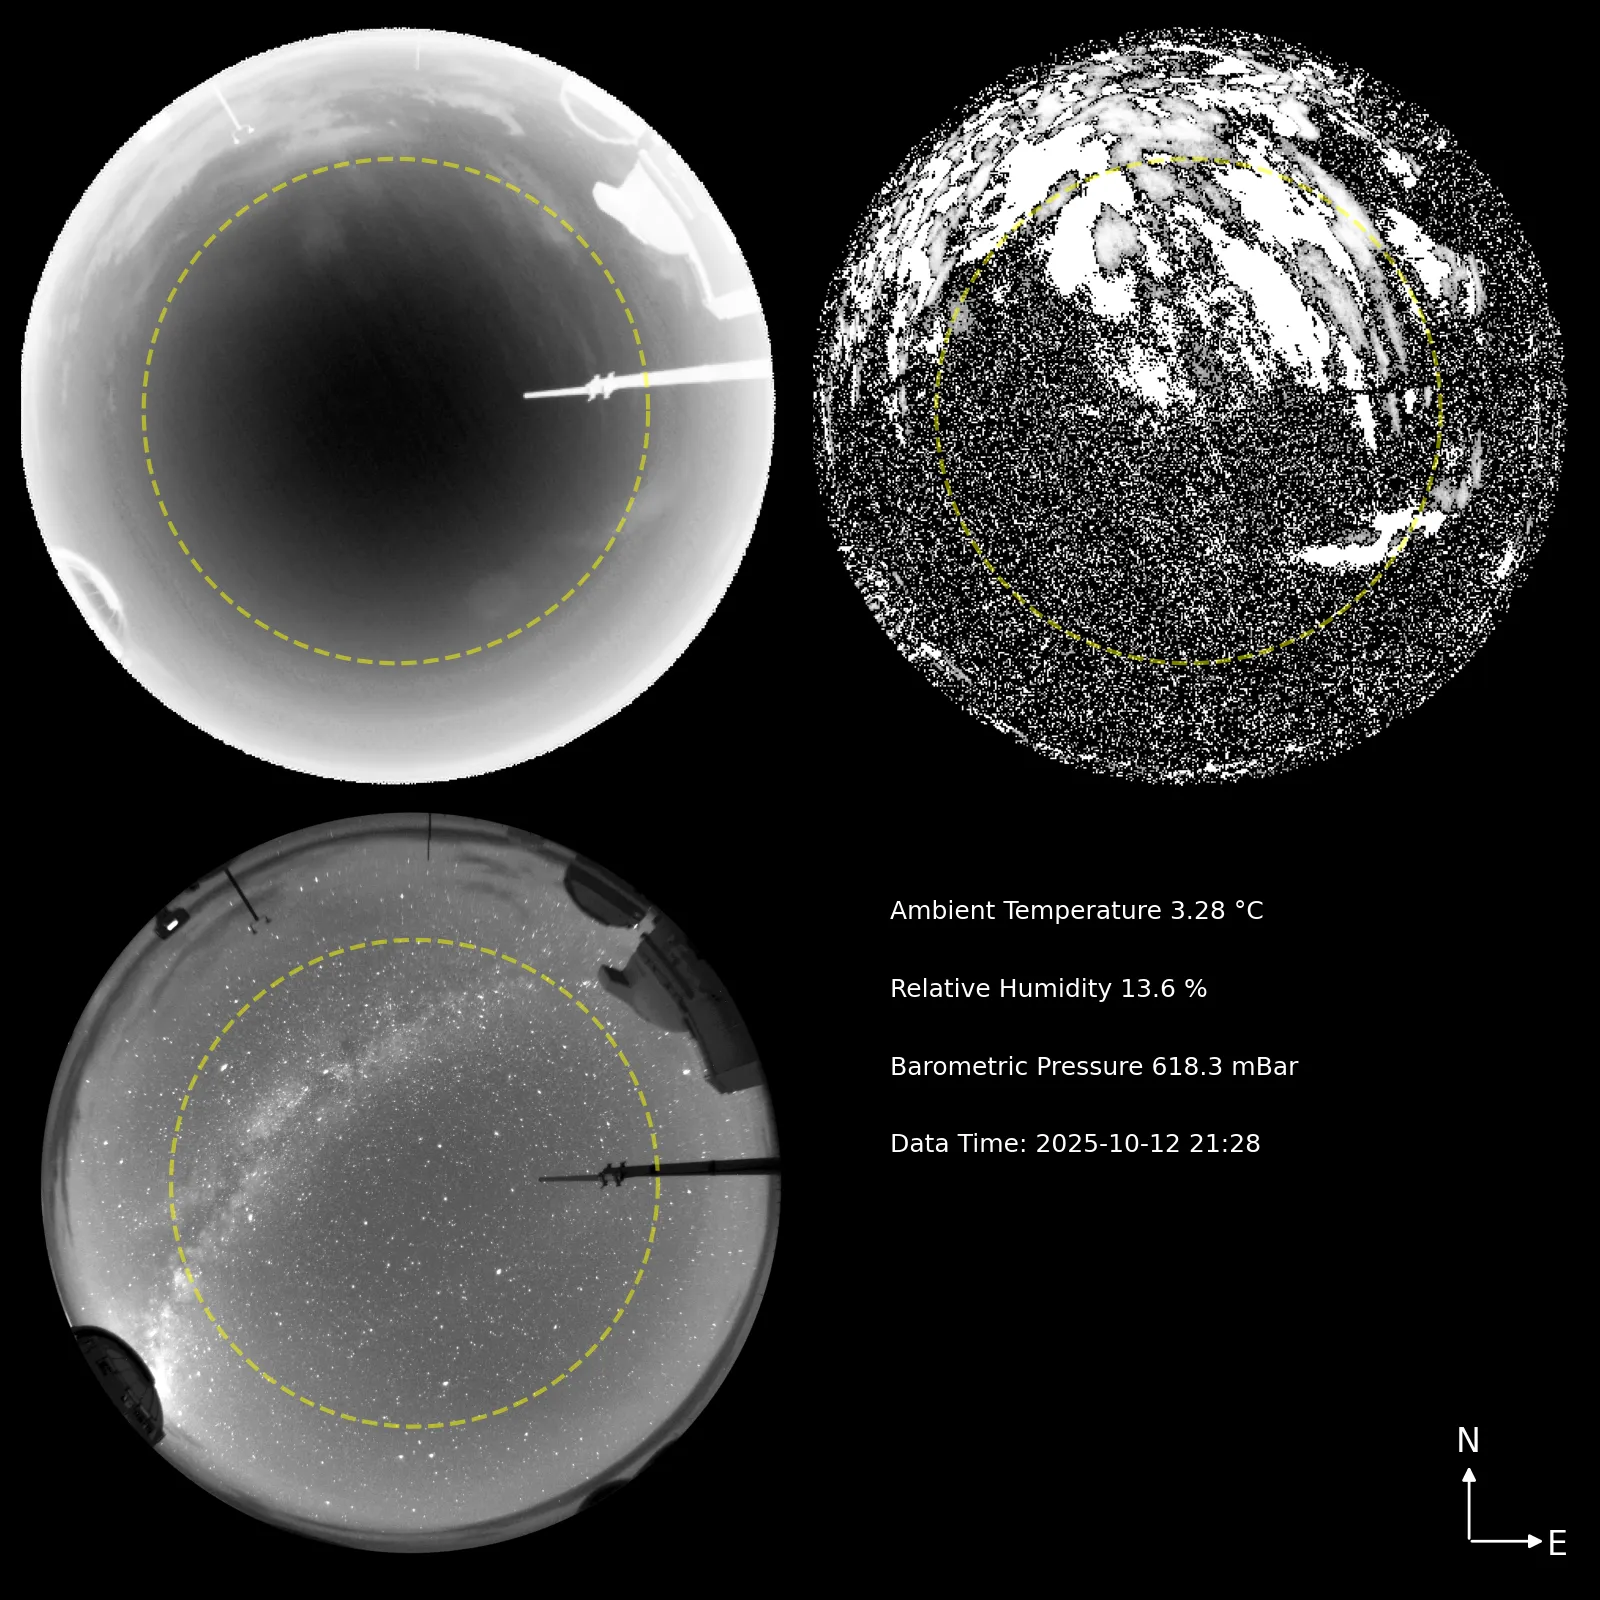 Ambient Temperature 3.28 °C
Relative Humidity 13.6 %
Barometric Pressure 618.3 mBar
Data Time: 2025-10-12 21:28
N
E